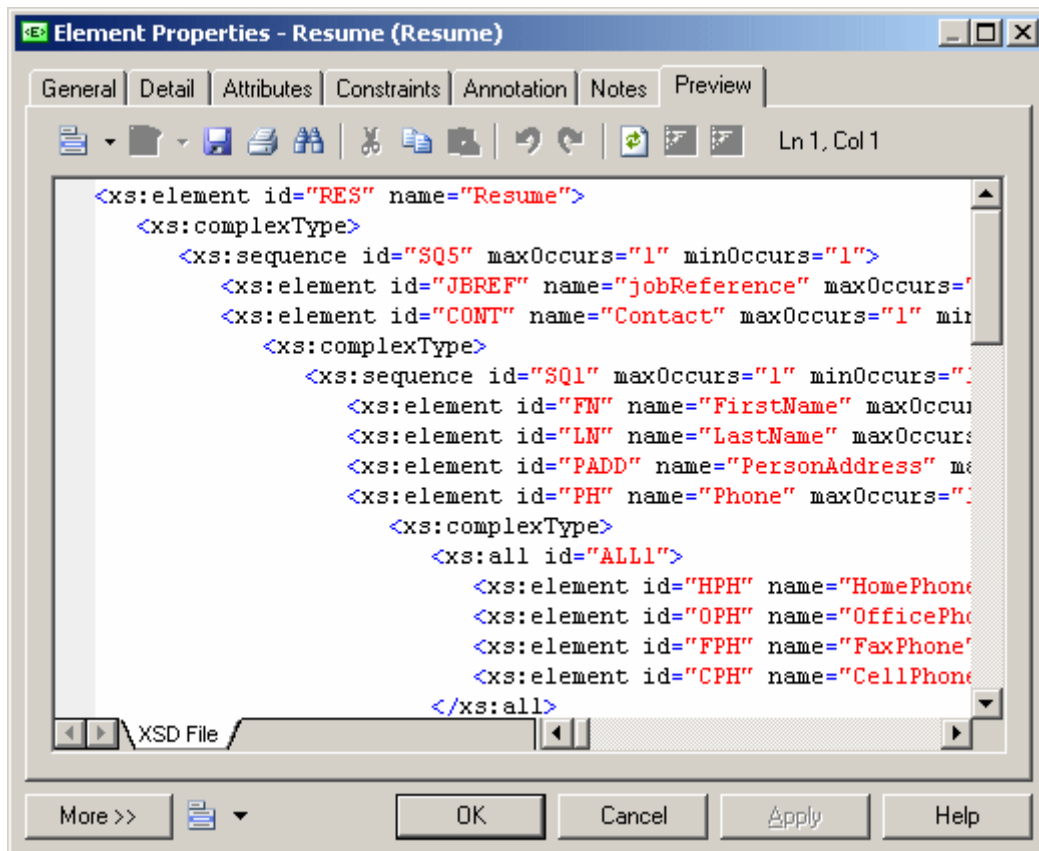 Element Properties - Resume (Resume)
General Detail Attributes Constraints Annotation Notes Preview
Ln 1, Col 1
<xs:element id="RES" name="Resume">
<xs:complexType>
<xs:sequence id="SQ5" maxOccurs="1" minOccurs="1">
<xs:element id="JBREF" name="jobReference" maxOccurs=
<xs:element id="CONT" name="Contact" maxOccurs="1" min
<xs:complexType>
<xs:sequence id="SQ1" maxOccurs="1" minOccurs="1
<xs:element id="FN" name="FirstName" maxOccur
<xs:element id="LN" name="LastName" maxOccurs
<xs:element id="PADD" name="PersonAddress" ma
<xs:element id="PH" name="Phone" maxOccurs="1
<xs:complexType>
<xs:all id="ALL1">
<xs:element id="HPH" name="HomePhone
<xs:element id="OPH" name="OfficePho
<xs:element id="FPH" name="FaxPhone"
<xs:element id="CPH" name="CellPhone
</xs:all>
XSD File
More >> OK Cancel Apply Help